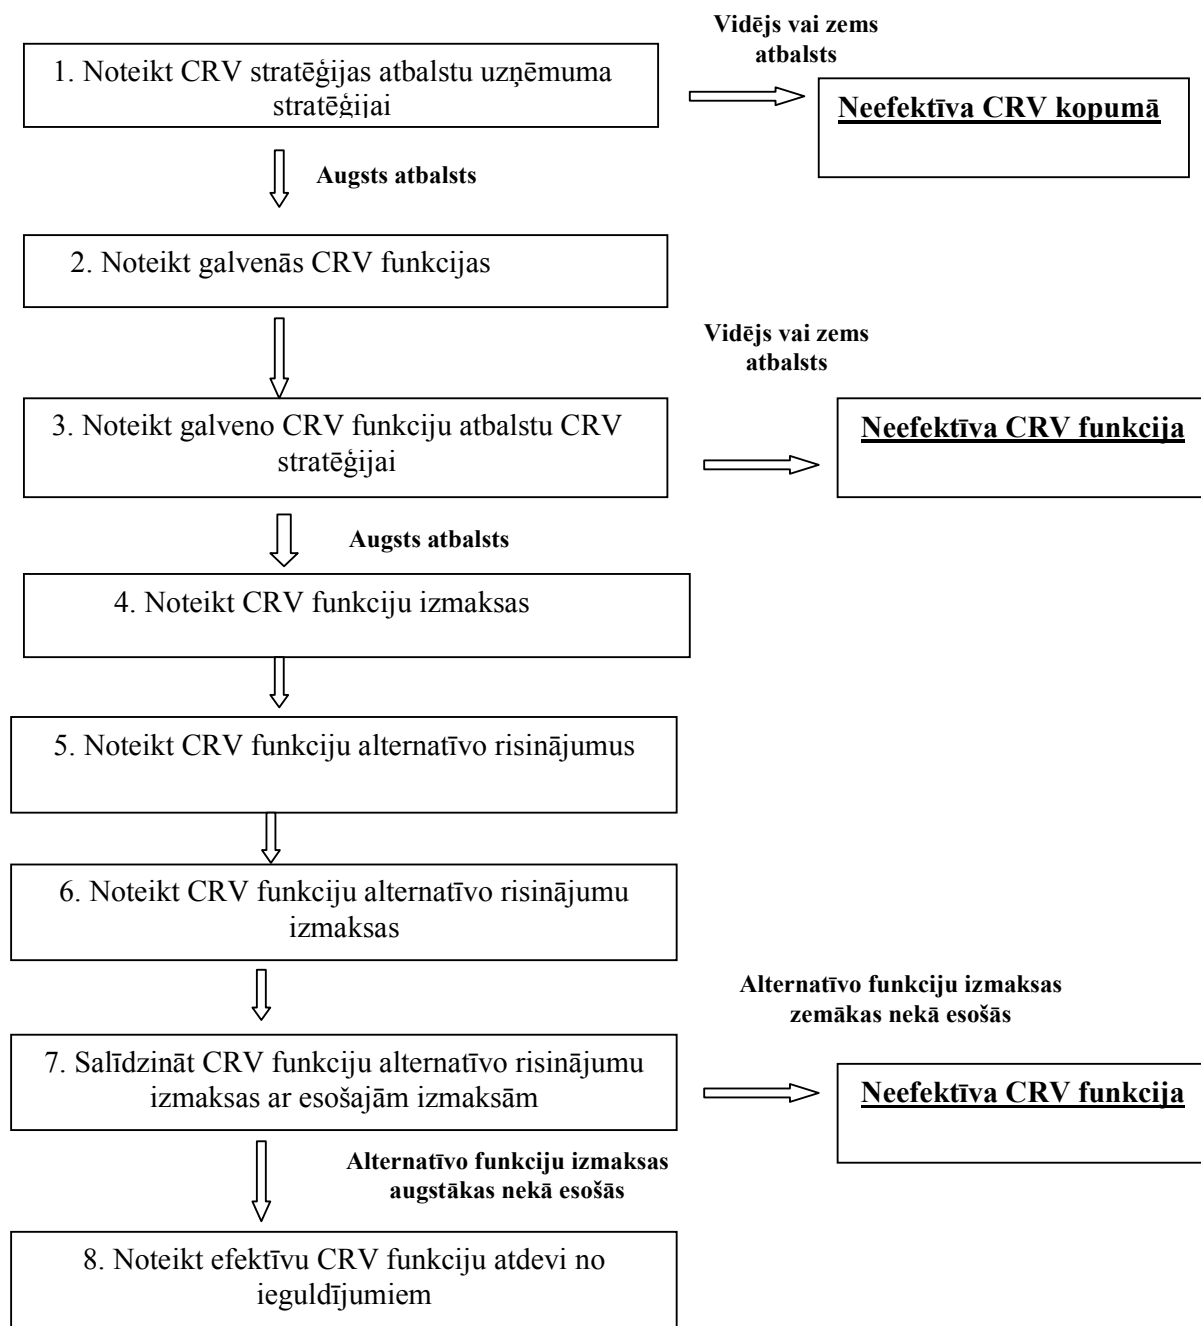 Vidējs vai zems
atbalsts
1. Noteikt CRV stratēģijas atbalstu uzņēmuma
stratēģijai
Neefektīva CRV kopumā
Augsts atbalsts
2. Noteikt galvenās CRV funkcijas
Vidējs vai zems
atbalsts
3. Noteikt galveno CRV funkciju atbalstu CRV
stratēģijai
Neefektīva CRV funkcija
Augsts atbalsts
4. Noteikt CRV funkciju izmaksas
5. Noteikt CRV funkciju alternatīvo risinājumus
6. Noteikt CRV funkciju alternatīvo risinājumu
izmaksas
Alternatīvo funkciju izmaksas
zemākas nekā esošās
7. Salīdzināt CRV funkciju alternatīvo risinājumu
izmaksas ar esošajām izmaksām
Neefektīva CRV funkcija
Alternatīvo funkciju izmaksas
augstākas nekā esošās
8. Noteikt efektīvu CRV funkciju atdevi no
ieguldījumiem